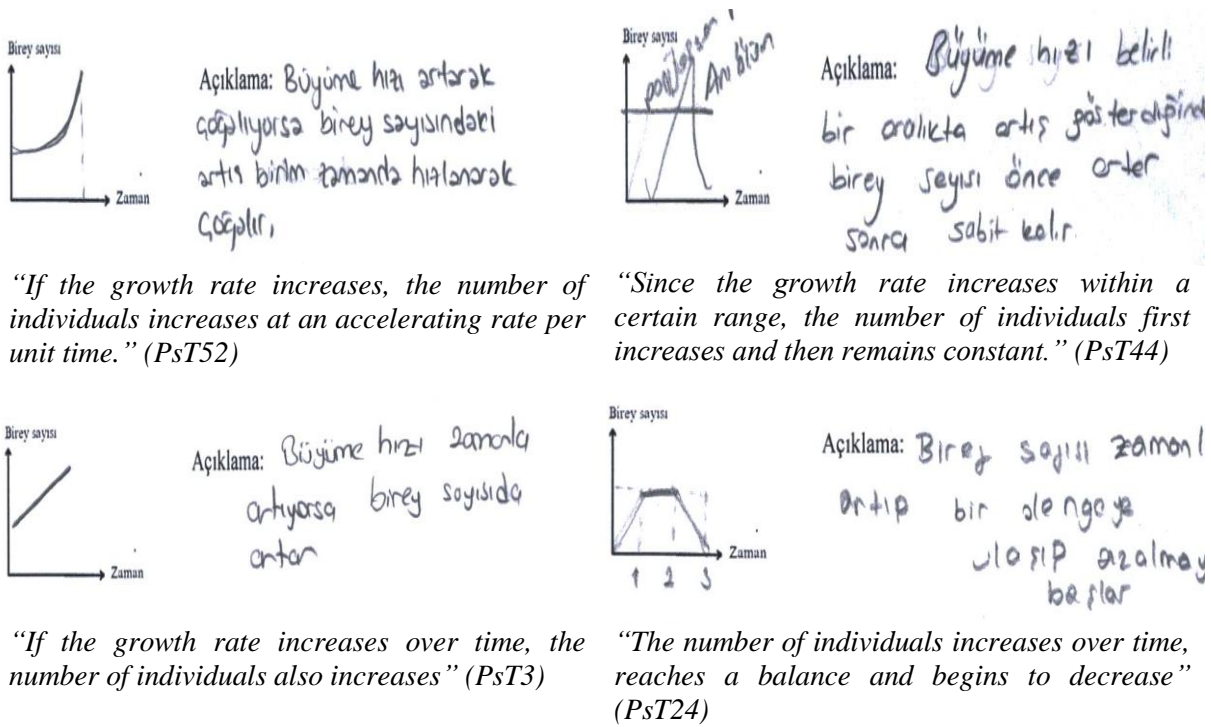 Birey sayısı
Zaman
Açıklama: Büyüme hızı artarak
çoğalıyorsa birey sayısındaki
artış birim zamanda hızlanarak
çoğalır,
"If the growth rate increases, the number of
individuals increases at an accelerating rate per
unit time." (PsT52)
Birey sayısı
Ani ölüm
Zaman
Açıklama: Büyüme hızı belirli
bir aralıkta artış gösterdiğind
birey sayısı önce artar
sonra sabit kalır.
"Since the growth rate increases within a
certain range, the number of individuals first
increases and then remains constant." (PsT44)
Birey sayısı
Zaman
Açıklama: Büyüme hızı zamanla
artıyorsa birey sayısıda
artar
"If the growth rate increases over time, the
number of individuals also increases" (PsT3)
Birey sayısı
Zaman
1 2 3
Açıklama: Birey sayısı zamanl
artıp bir dengeye
ulaşıp azalmay
başlar
"The number of individuals increases over time,
reaches a balance and begins to decrease"
(PsT24)